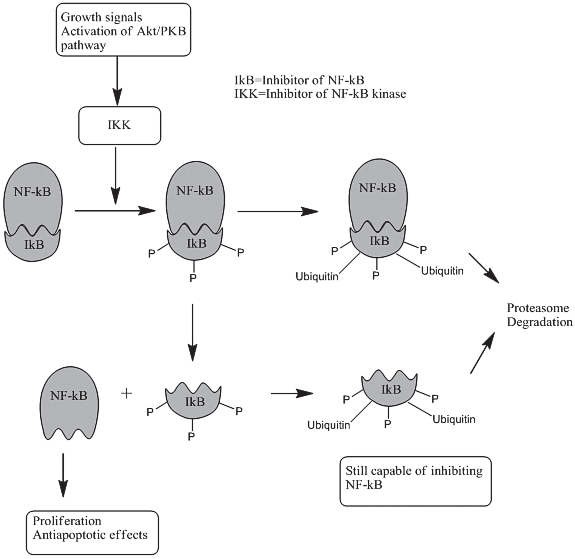 Growth signals
Activation of Akt/PKB
pathway
IkB=Inhibitor of NF-kB
IKK=Inhibitor of NF-kB kinase
IKK
NF-kB
IkB
NF-kB
IkB
P
P
P
NF-kB
IkB
P
P
P
Ubiquitin
Ubiquitin
Proteasome
Degradation
NF-kB
+
IkB
P
P
P
IkB
P
P
P
Ubiquitin
Ubiquitin
Still capable of inhibiting
NF-kB
Proliferation
Antiapoptotic effects